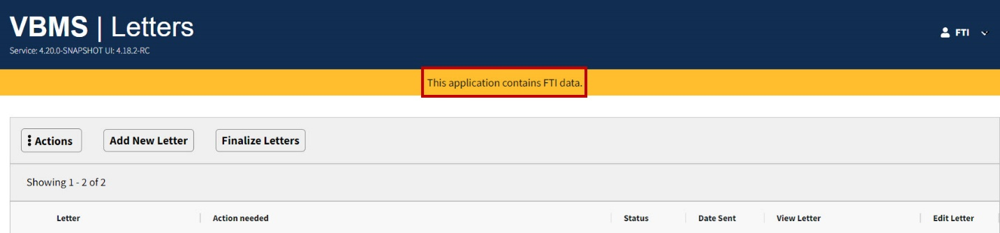 VBMS | Letters
Service: 4.20.0-SNAPSHOT UI: 4.18.2-RC
FTI
This application contains FTI data.
Actions Add New Letter Finalize Letters
Showing 1 - 2 of 2
Letter Action needed Status Date Sent View Letter Edit Letter